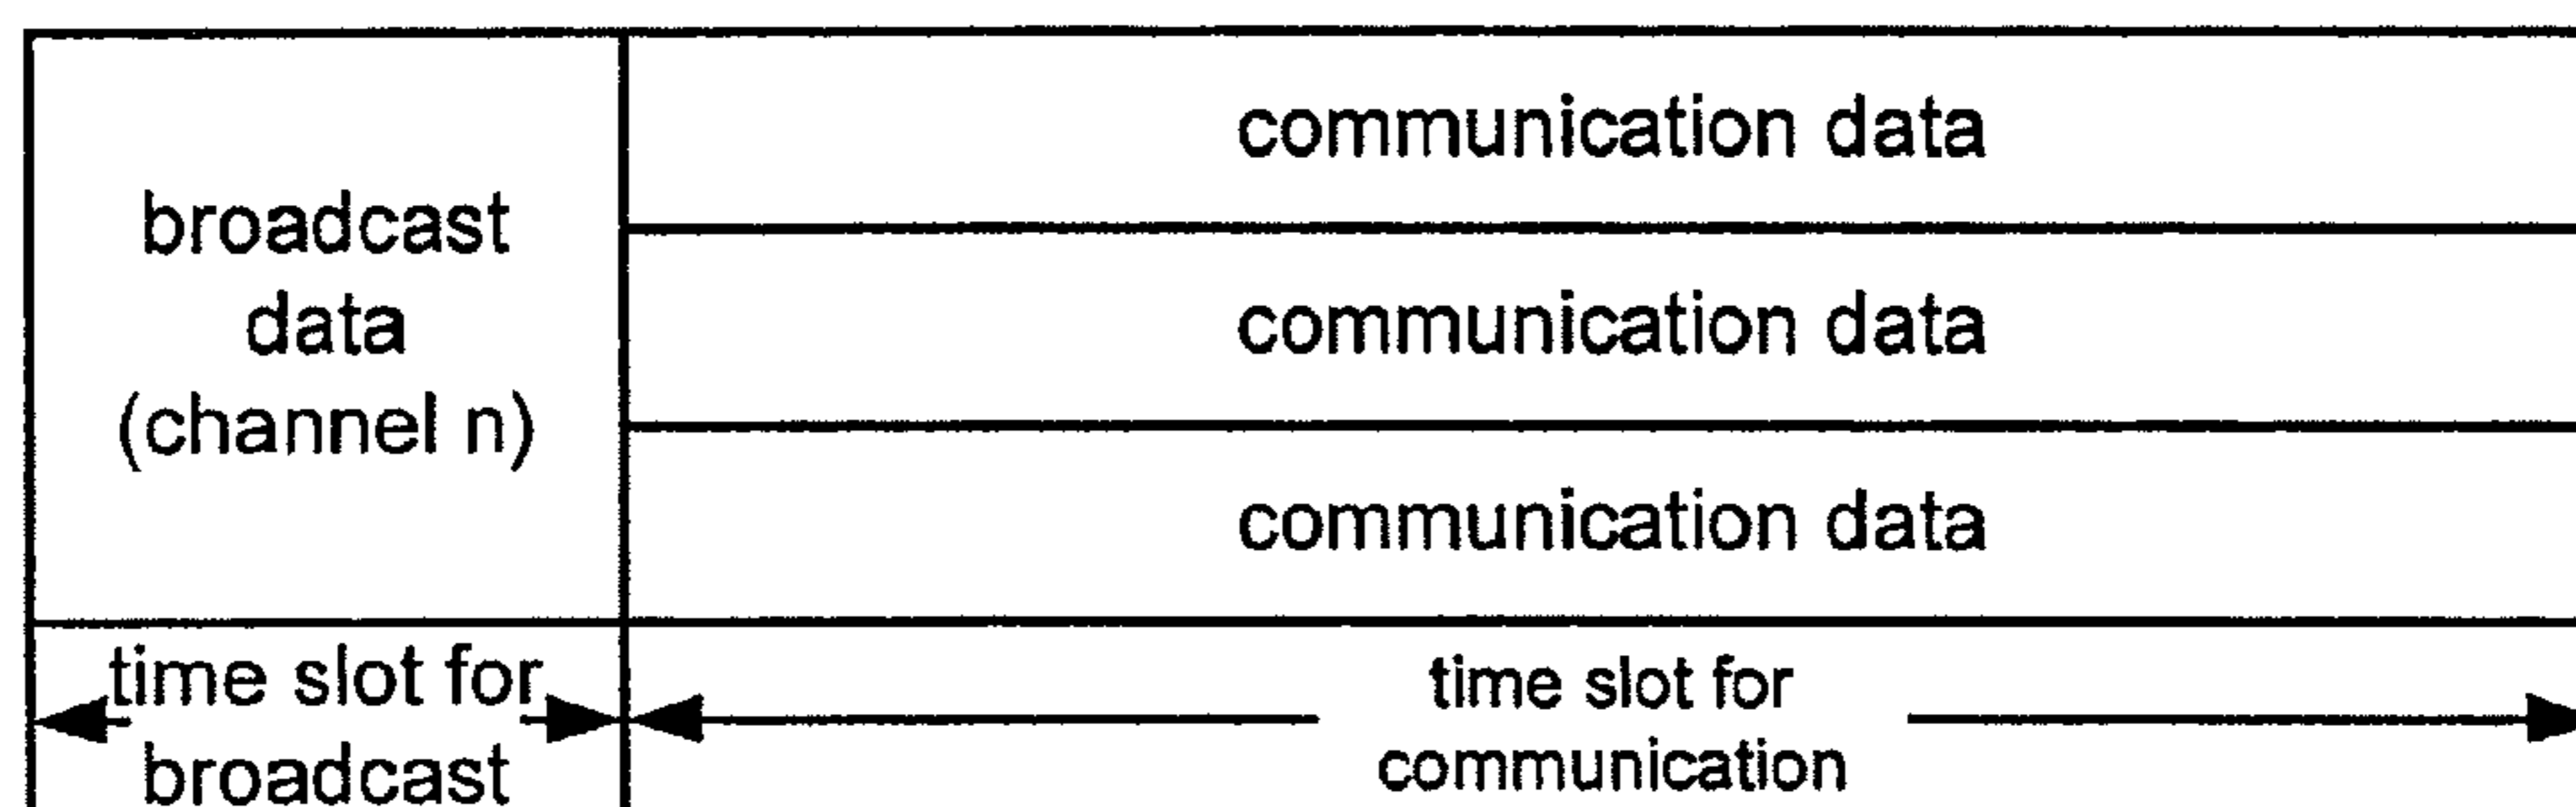 broadcast
data
(channel n)
communication data
communication data
communication data
time slot for
broadcast
time slot for
communication